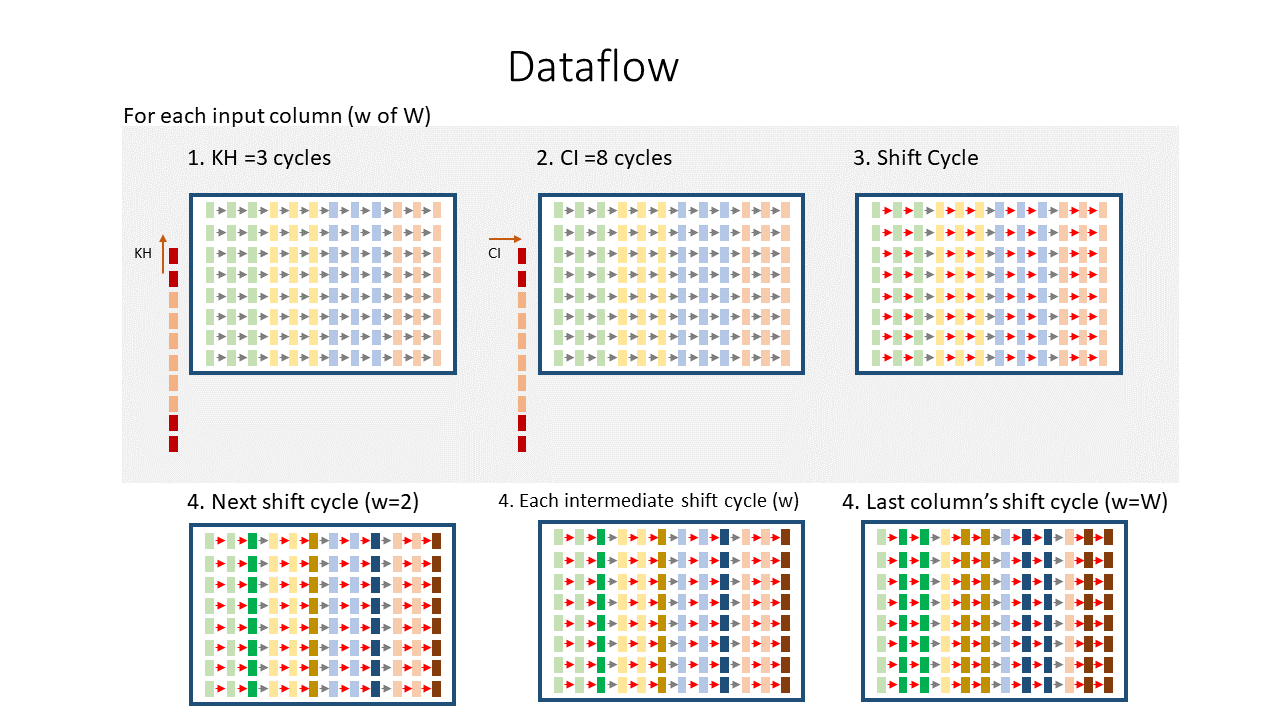 Dataflow
For each input column (w of W)
1. KH =3 cycles
2. CI =8 cycles
3. Shift Cycle
KH
CI
4. Next shift cycle (w=2)
4. Each intermediate shift cycle (w)
4. Last column’s shift cycle (w=W)